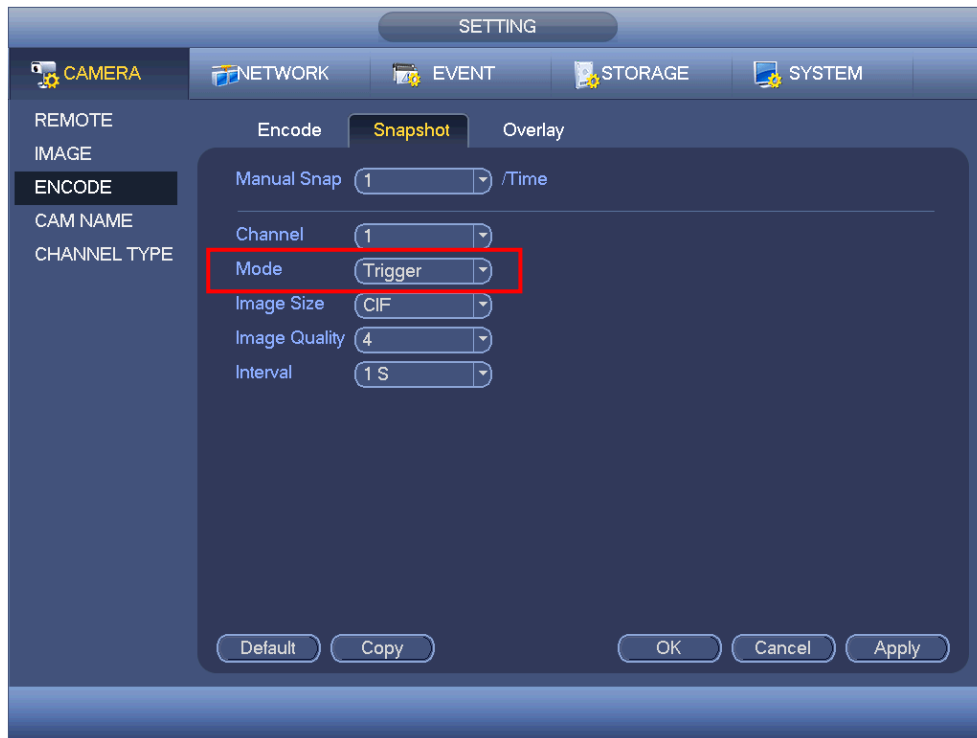 SETTING
CAMERA NETWORK EVENT STORAGE SYSTEM
REMOTE
IMAGE
ENCODE
CAM NAME
CHANNEL TYPE
Encode Snapshot Overlay
Manual Snap 1 /Time
Channel 1
Mode Trigger
Image Size CIF
Image Quality 4
Interval 1 S
Default Copy OK Cancel Apply